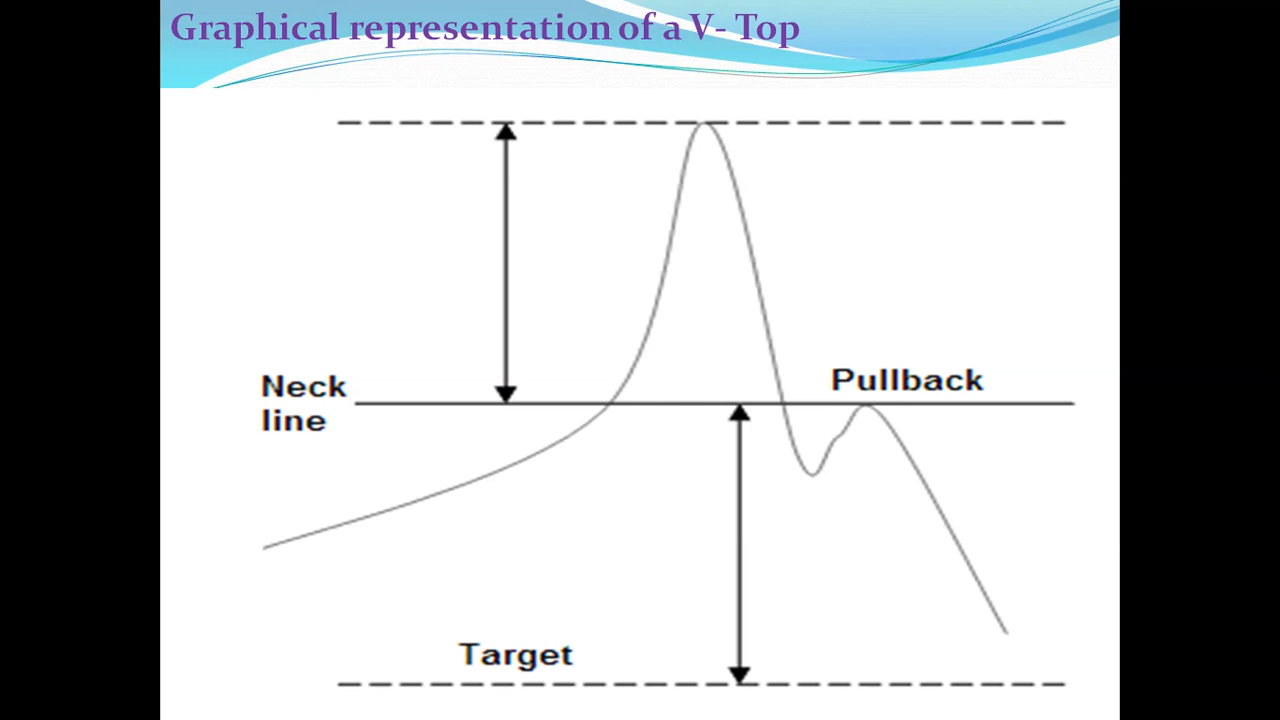 Graphical representation of a V- Top
Neck
line
Pullback
Target